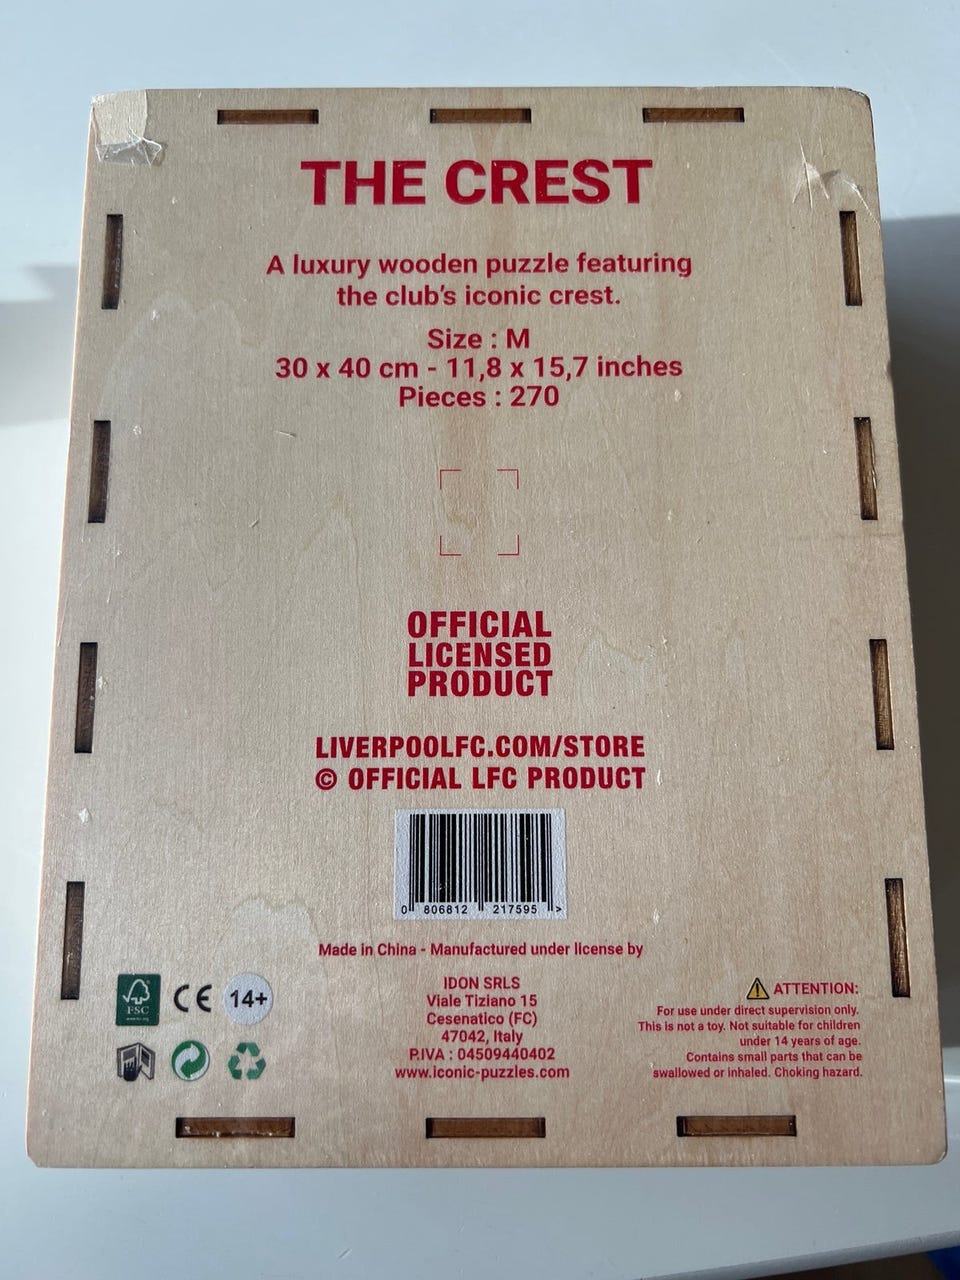 THE CREST
A luxury wooden puzzle featuring
the club's iconic crest.
Size : M
30 x 40 cm - 11,8 x 15,7 inches
Pieces : 270
OFFICIAL
LICENSED
PRODUCT
LIVERPOOLFC.COM/STORE
© OFFICIAL LFC PRODUCT
0 806812 217595 >
Made in China - Manufactured under license by
IDON SRLS
Viale Tiziano 15
Cesenatico (FC)
47042, Italy
P.IVA : 04509440402
www.iconic-puzzles.com
FSC
CE
14+
⚠ ATTENTION:
For use under direct supervision only.
This is not a toy. Not suitable for children
under 14 years of age.
Contains small parts that can be
swallowed or inhaled. Choking hazard.